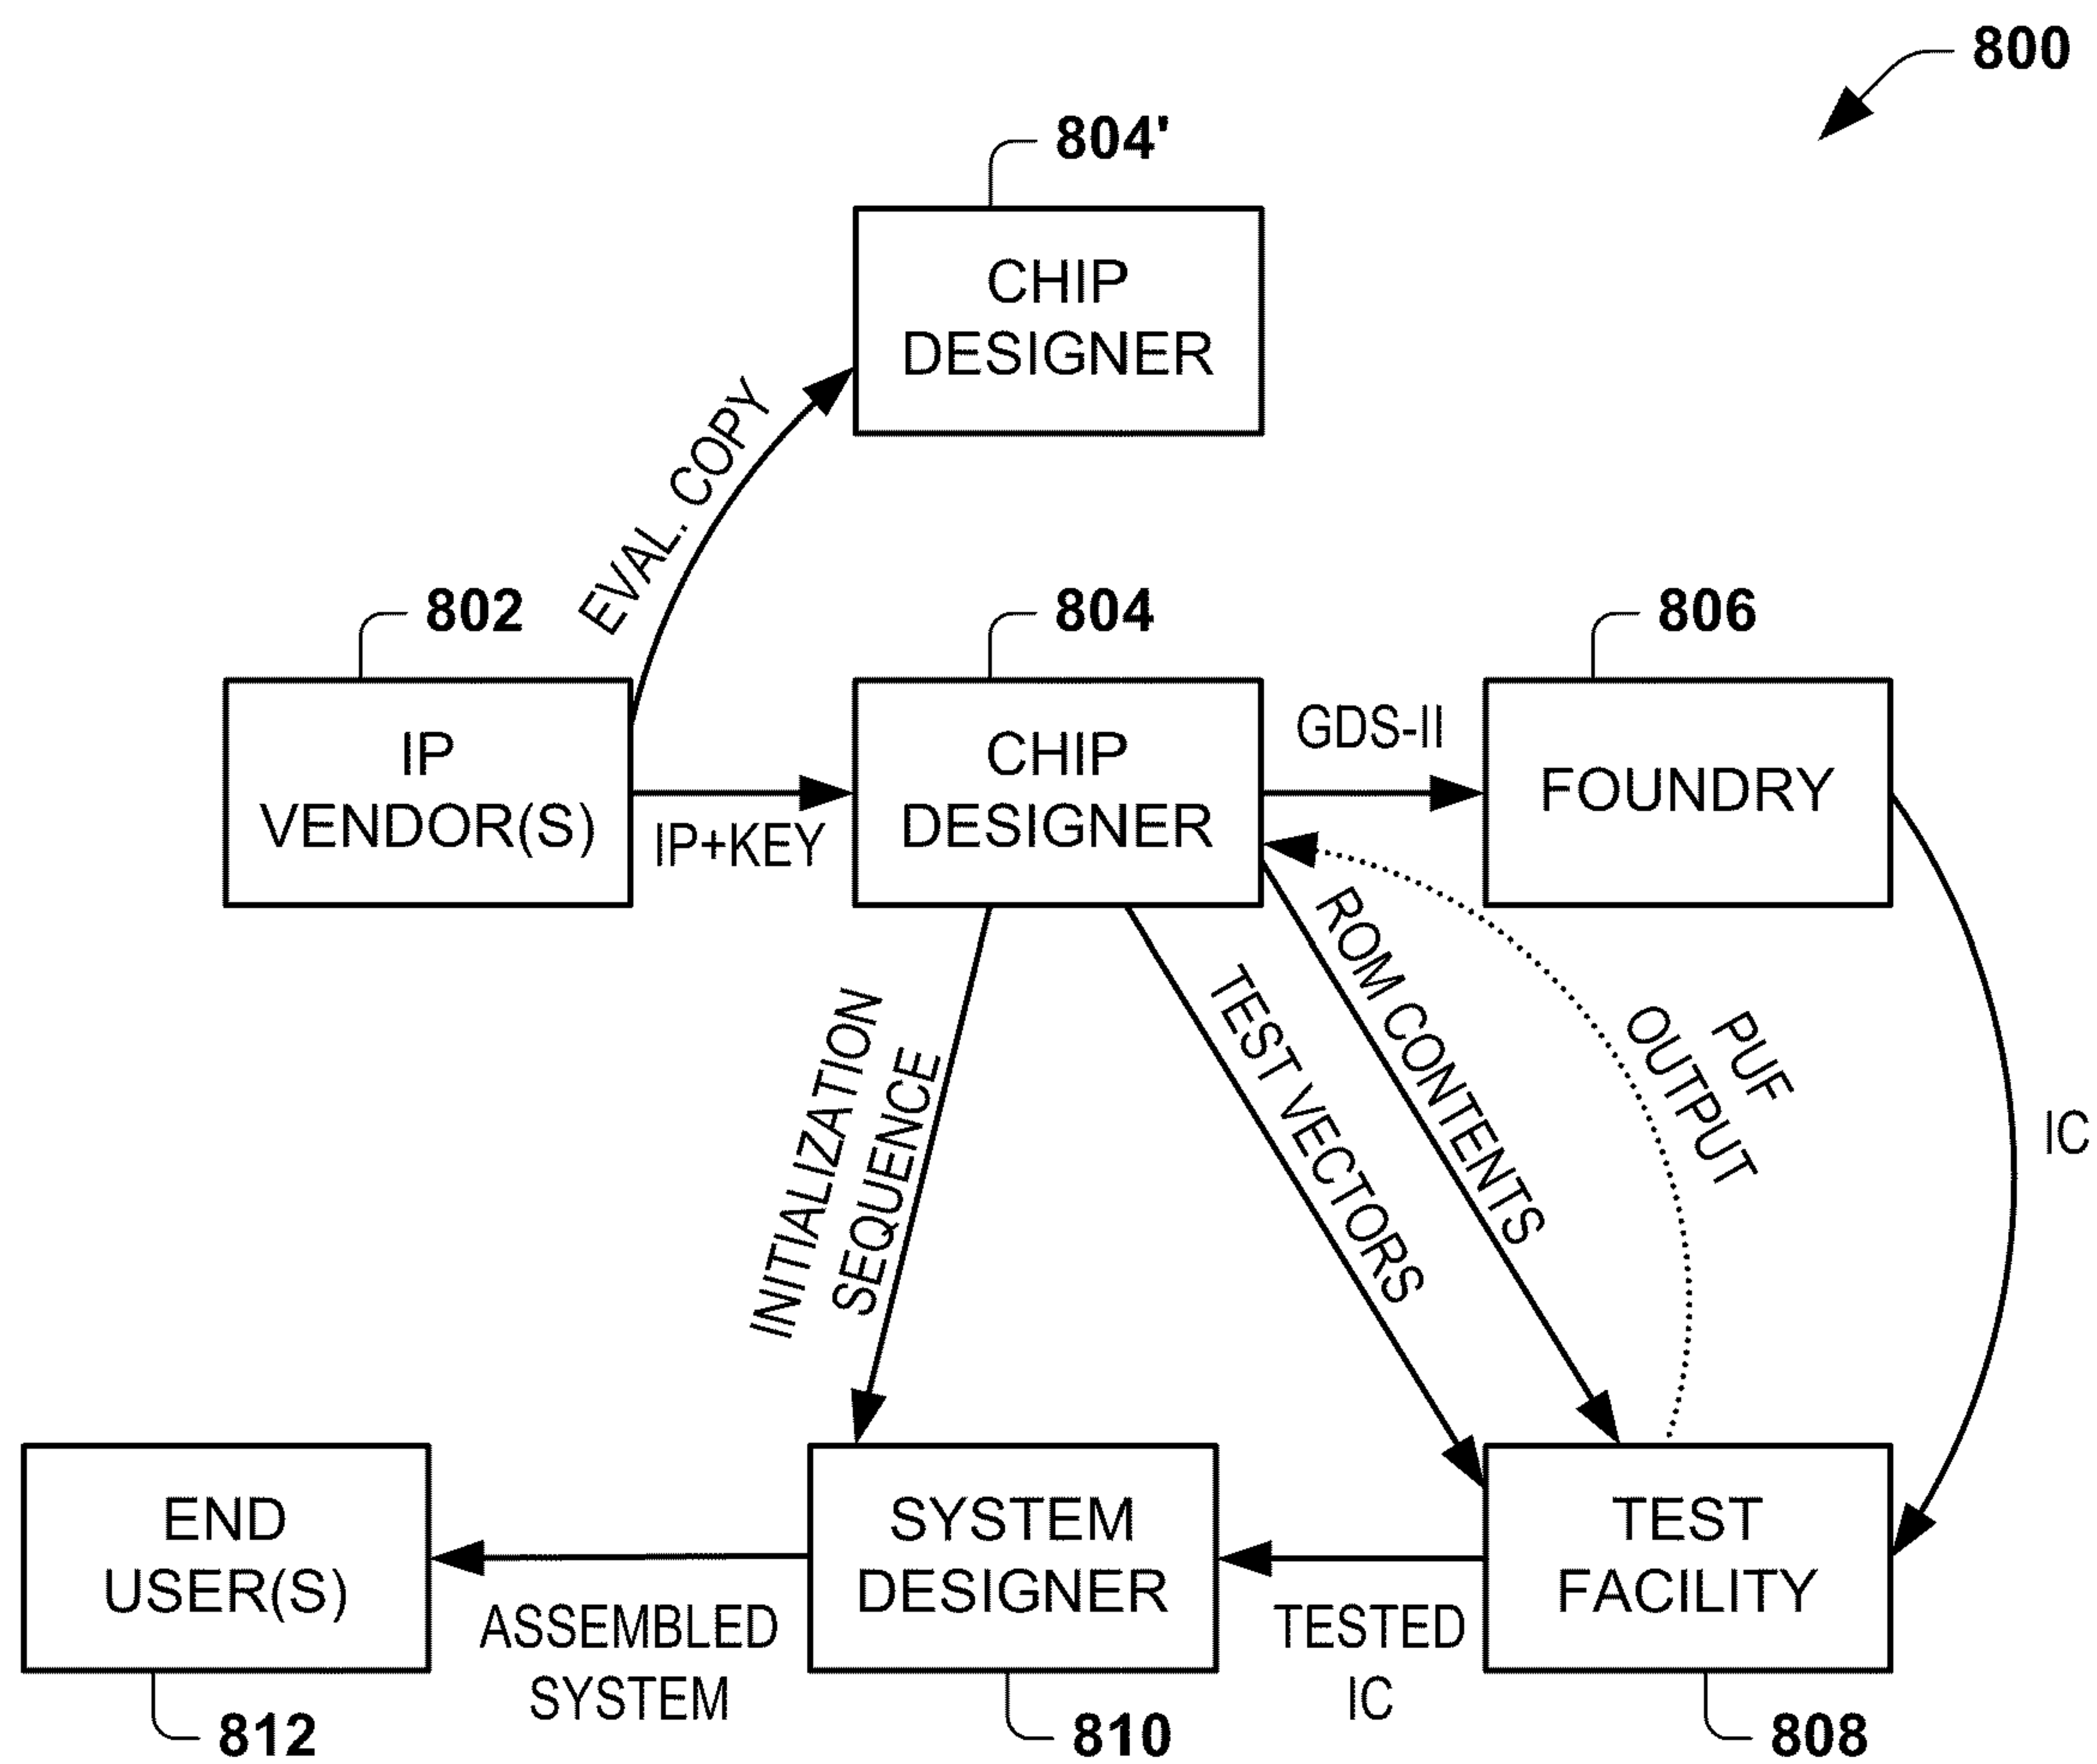 800
804'
CHIP
DESIGNER
EVAL. COPY
802
804
806
IP
VENDOR(S)
IP+KEY
CHIP
DESIGNER
GDS-II
FOUNDRY
INITIALIZATION
SEQUENCE
TEST VECTORS
ROM CONTENTS
PUF
OUTPUT
IC
END
USER(S)
ASSEMBLED
SYSTEM
SYSTEM
DESIGNER
TESTED
IC
TEST
FACILITY
812
810
808